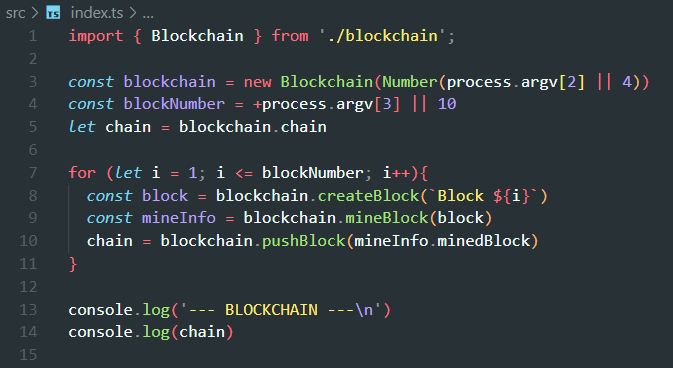 src > TS index.ts > ...
1 import { Blockchain } from './blockchain';
2
3 const blockchain = new Blockchain(Number(process.argv[2] || 4))
4 const blockNumber = +process.argv[3] || 10
5 let chain = blockchain.chain
6
7 for (let i = 1; i <= blockNumber; i++){
8   const block = blockchain.createBlock(`Block ${i}`)
9   const mineInfo = blockchain.mineBlock(block)
10   chain = blockchain.pushBlock(mineInfo.minedBlock)
11 }
12
13 console.log('--- BLOCKCHAIN ---\n')
14 console.log(chain)
15